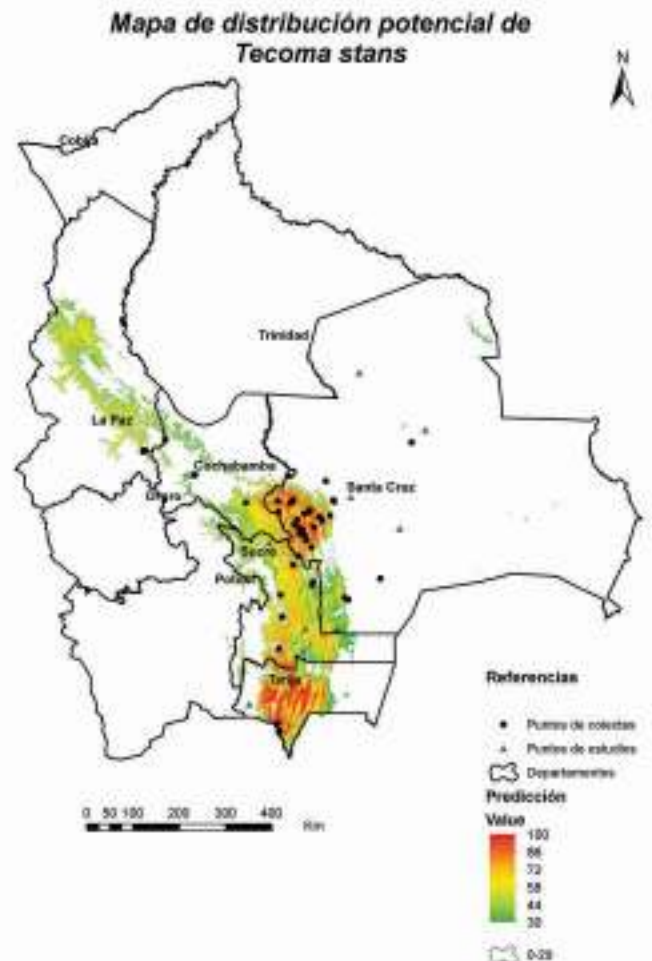 Mapa de distribución potencial de
Tecoma stans
N
Cobija
Trinidad
La Paz
Cochabamba
Oruro
Santa Cruz
Sucre
Potosí
Tarija
Referencias
Puntos de colectas
Puntos de estudios
Departamentos
Predicción
Value
100
86
72
58
44
30
0-29
0 50 100 200 300 400
Km